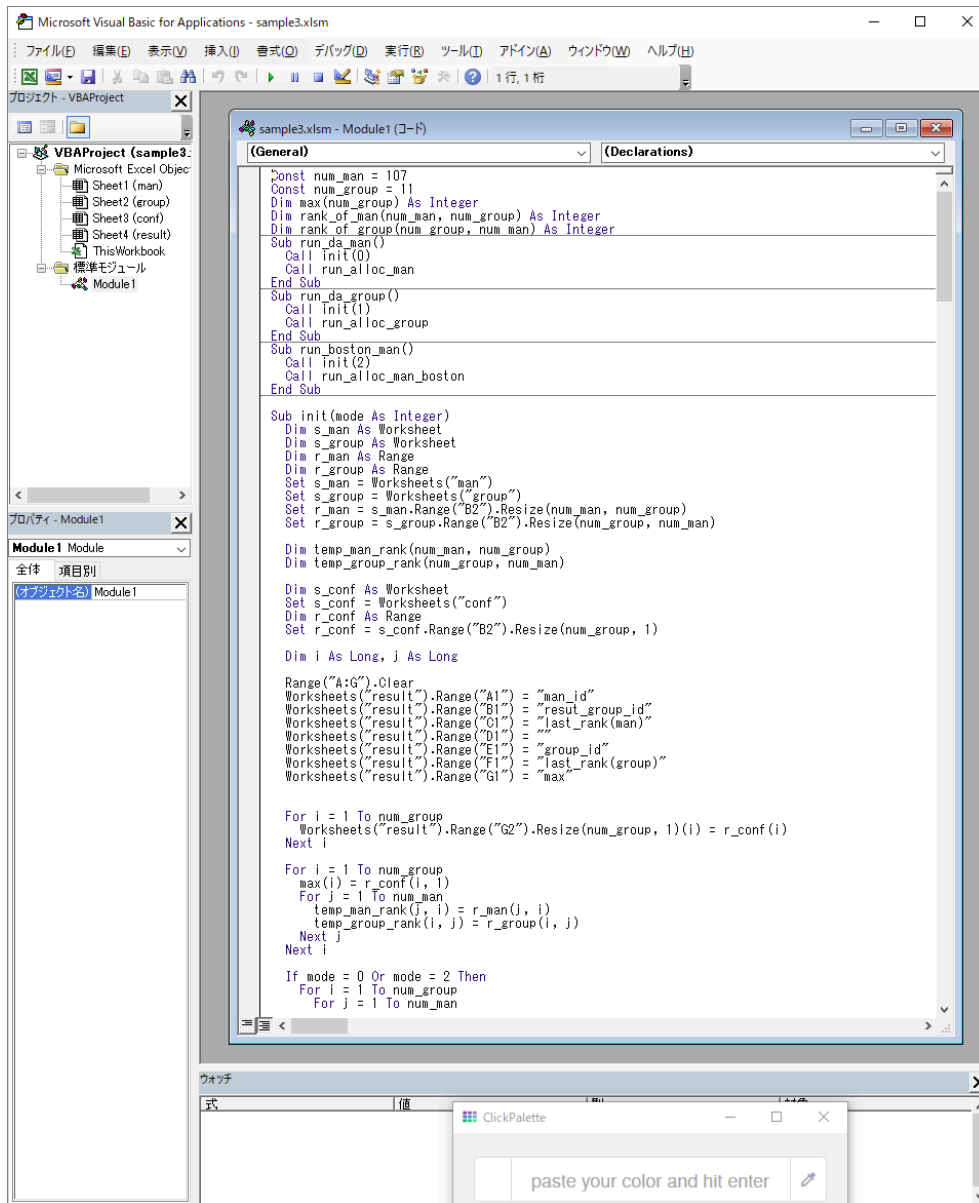 Microsoft Visual Basic for Applications - sample3.xlsm
ファイル(F) 編集(E) 表示(V) 挿入(I) 書式(O) デバッグ(D) 実行(R) ツール(T) アドイン(A) ウィンドウ(W) ヘルプ(H)
1行, 1桁
プロジェクト - VBAProject
VBAProject (sample3.
Microsoft Excel Objec
Sheet1 (man)
Sheet2 (group)
Sheet3 (conf)
Sheet4 (result)
ThisWorkbook
標準モジュール
Module1
プロパティ - Module1
Module1 Module
全体 項目別
(オブジェクト名) Module1
sample3.xlsm - Module1 (コード)
(General) (Declarations)
Const num_man = 107
Const num_group = 11
Dim max(num_group) As Integer
Dim rank_of_man(num_man, num_group) As Integer
Dim rank_of_group(num_group, num_man) As Integer
Sub run_da_man()
Call init(0)
Call run_alloc_man
End Sub
Sub run_da_group()
Call init(1)
Call run_alloc_group
End Sub
Sub run_boston_man()
Call init(2)
Call run_alloc_man_boston
End Sub
Sub init(mode As Integer)
Dim s_man As Worksheet
Dim s_group As Worksheet
Dim r_man As Range
Dim r_group As Range
Set s_man = Worksheets("man")
Set s_group = Worksheets("group")
Set r_man = s_man.Range("B2").Resize(num_man, num_group)
Set r_group = s_group.Range("B2").Resize(num_group, num_man)
Dim temp_man_rank(num_man, num_group)
Dim temp_group_rank(num_group, num_man)
Dim s_conf As Worksheet
Set s_conf = Worksheets("conf")
Dim r_conf As Range
Set r_conf = s_conf.Range("B2").Resize(num_group, 1)
Dim i As Long, j As Long
Range("A:G").Clear
Worksheets("result").Range("A1") = "man_id"
Worksheets("result").Range("B1") = "resut_group_id"
Worksheets("result").Range("C1") = "last_rank(man)"
Worksheets("result").Range("D1") = ""
Worksheets("result").Range("E1") = "group_id"
Worksheets("result").Range("F1") = "last_rank(group)"
Worksheets("result").Range("G1") = "max"
For i = 1 To num_group
Worksheets("result").Range("G2").Resize(num_group, 1)(i) = r_conf(i)
Next i
For i = 1 To num_group
max(i) = r_conf(i, 1)
For j = 1 To num_man
temp_man_rank(j, i) = r_man(j, i)
temp_group_rank(i, j) = r_group(i, j)
Next j
Next i
If mode = 0 Or mode = 2 Then
For i = 1 To num_group
For j = 1 To num_man
ウォッチ
式 値
ClickPalette
paste your color and hit enter